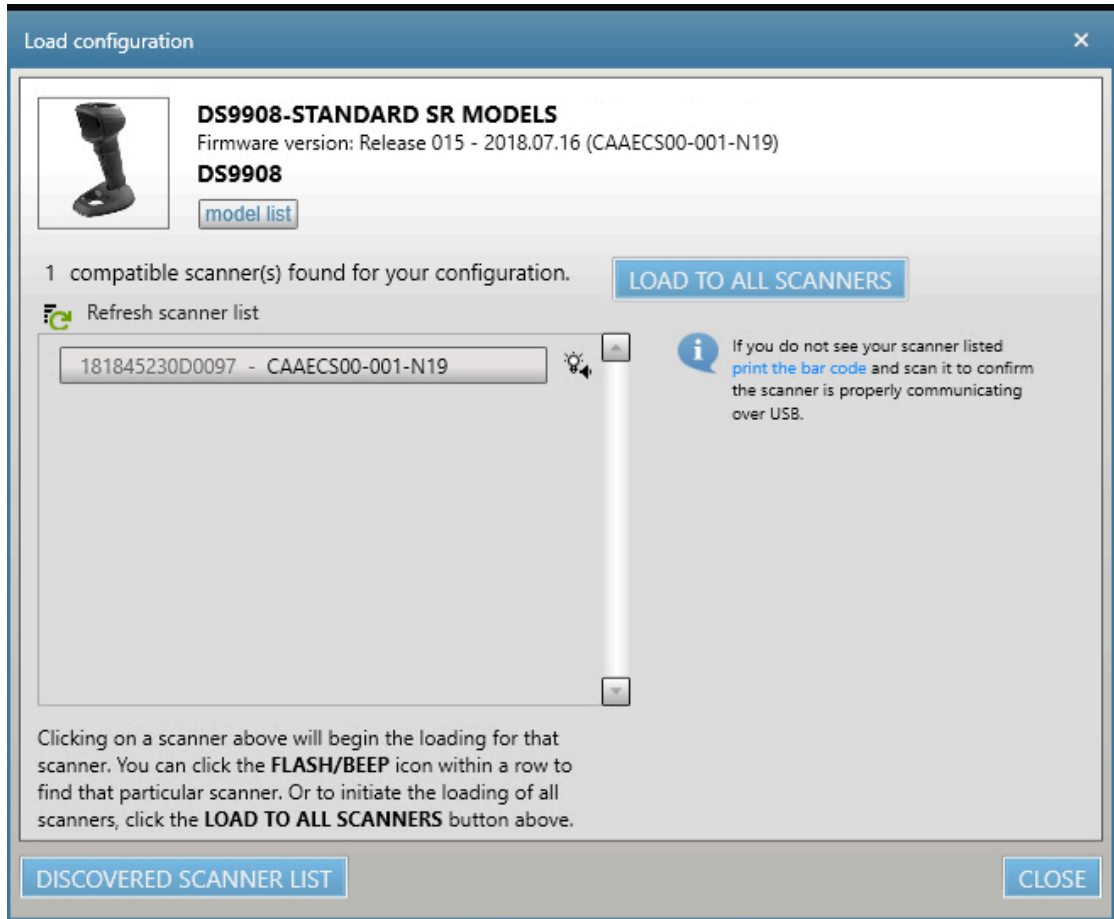 Load configuration
DS9908-STANDARD SR MODELS
Firmware version: Release 015 - 2018.07.16 (CAAECS00-001-N19)
DS9908
model list
1 compatible scanner(s) found for your configuration.
LOAD TO ALL SCANNERS
Refresh scanner list
181845230D0097 - CAAECS00-001-N19
If you do not see your scanner listed
print the bar code and scan it to confirm
the scanner is properly communicating
over USB.
Clicking on a scanner above will begin the loading for that
scanner. You can click the FLASH/BEEP icon within a row to
find that particular scanner. Or to initiate the loading of all
scanners, click the LOAD TO ALL SCANNERS button above.
DISCOVERED SCANNER LIST
CLOSE